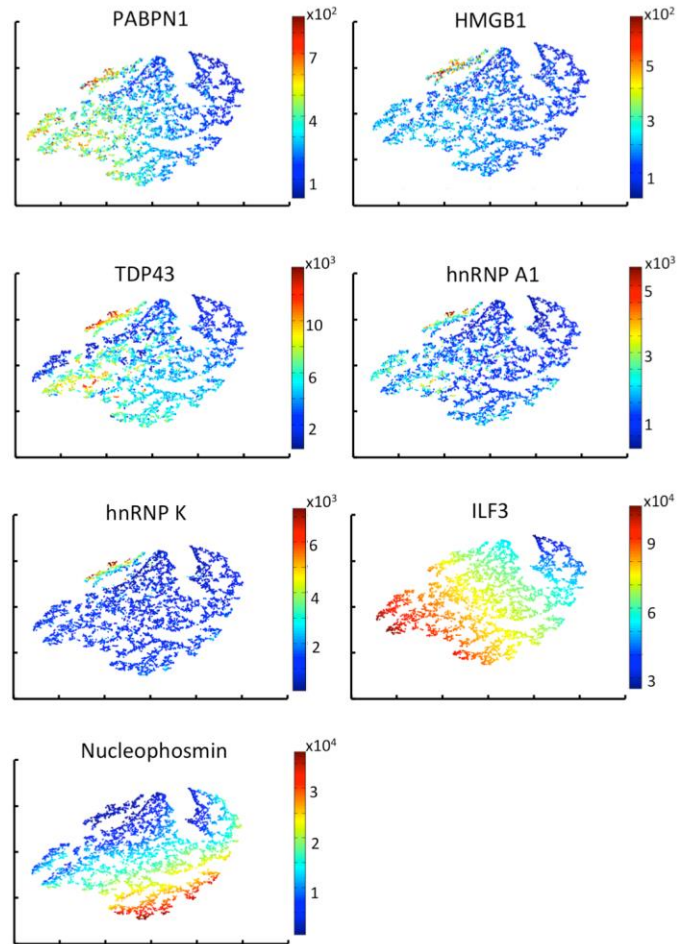 PABPN1
x10²
7
4
1
HMGB1
x10²
5
3
1
TDP43
x10³
10
6
2
hnRNP A1
x10³
5
3
1
hnRNP K
x10³
6
4
2
ILF3
x10⁴
9
6
3
Nucleophosmin
x10⁴
3
2
1